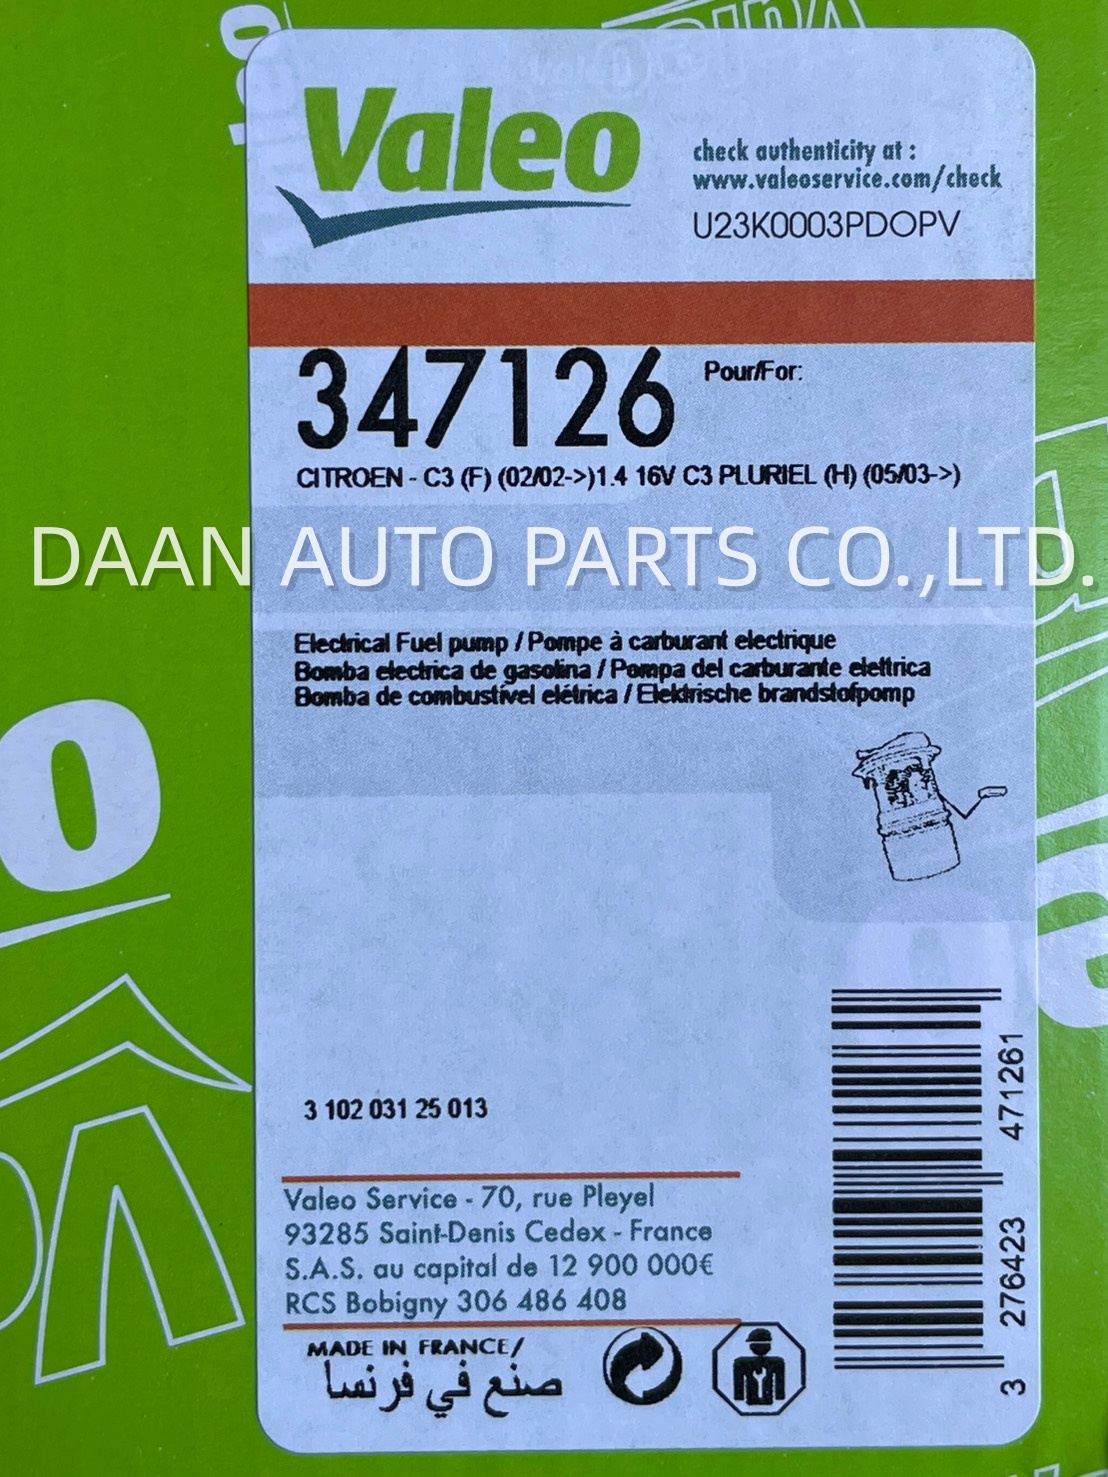 Valeo
check authenticity at :
www.valeoservice.com/check
U23K0003PDOPV
347126
Pour/For:
CITROEN - C3 (F) (02/02->)1.4 16V C3 PLURIEL (H) (05/03->)
DAAN AUTO PARTS CO.,LTD.
Electrical Fuel pump / Pompe à carburant electrique
Bomba electrica de gasolina / Pompa del carburante elettrica
Bomba de combustível elétrica / Elektrische brandstofpomp
3 102 031 25 013
Valeo Service - 70, rue Pleyel
93285 Saint-Denis Cedex - France
S.A.S. au capital de 12 900 000€
RCS Bobigny 306 486 408
MADE IN FRANCE/
صنع في فرنسا
3 276423 471261